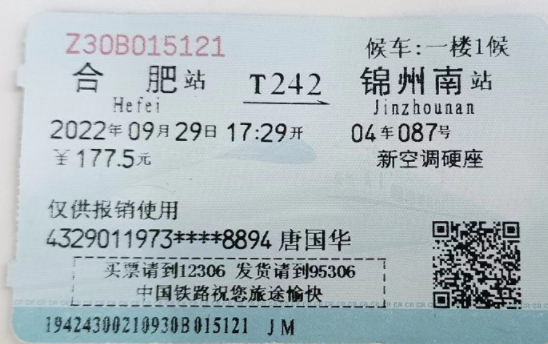 Z30B015121 候车:一楼1候
合肥站 T242 锦州南站
Hefei Jinzhounan
2022年09月29日17:29开 04车087号
￥177.5元 新空调硬座
仅供报销使用
4329011973****8894 唐国华
买票请到12306 发货请到95306
中国铁路祝您旅途愉快
19424300210930B015121 JM